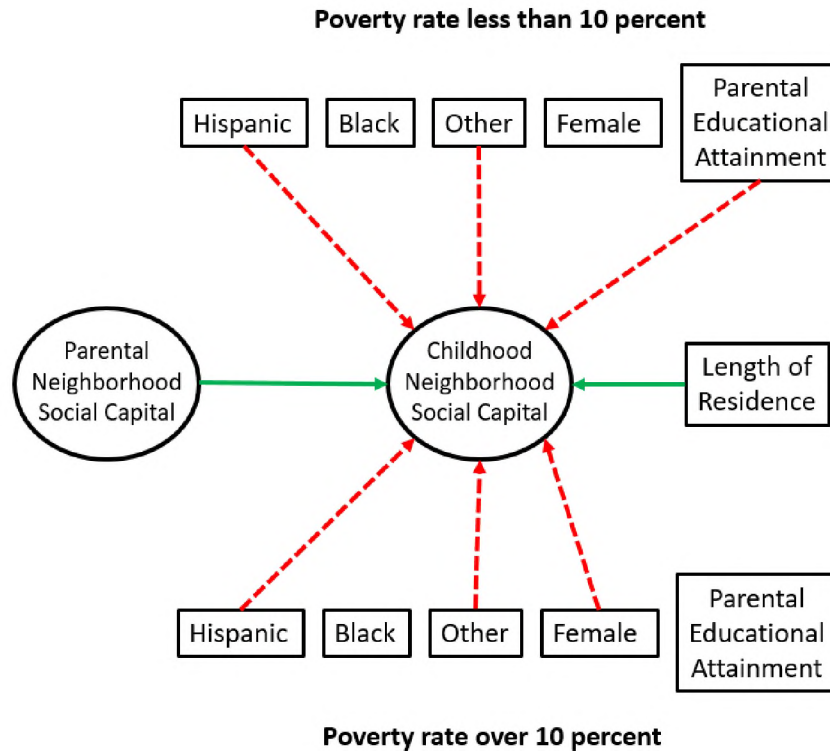 Poverty rate less than 10 percent
Hispanic
Black
Other
Female
Parental
Educational
Attainment
Parental
Neighborhood
Social Capital
Childhood
Neighborhood
Social Capital
Length of
Residence
Hispanic
Black
Other
Female
Parental
Educational
Attainment
Poverty rate over 10 percent